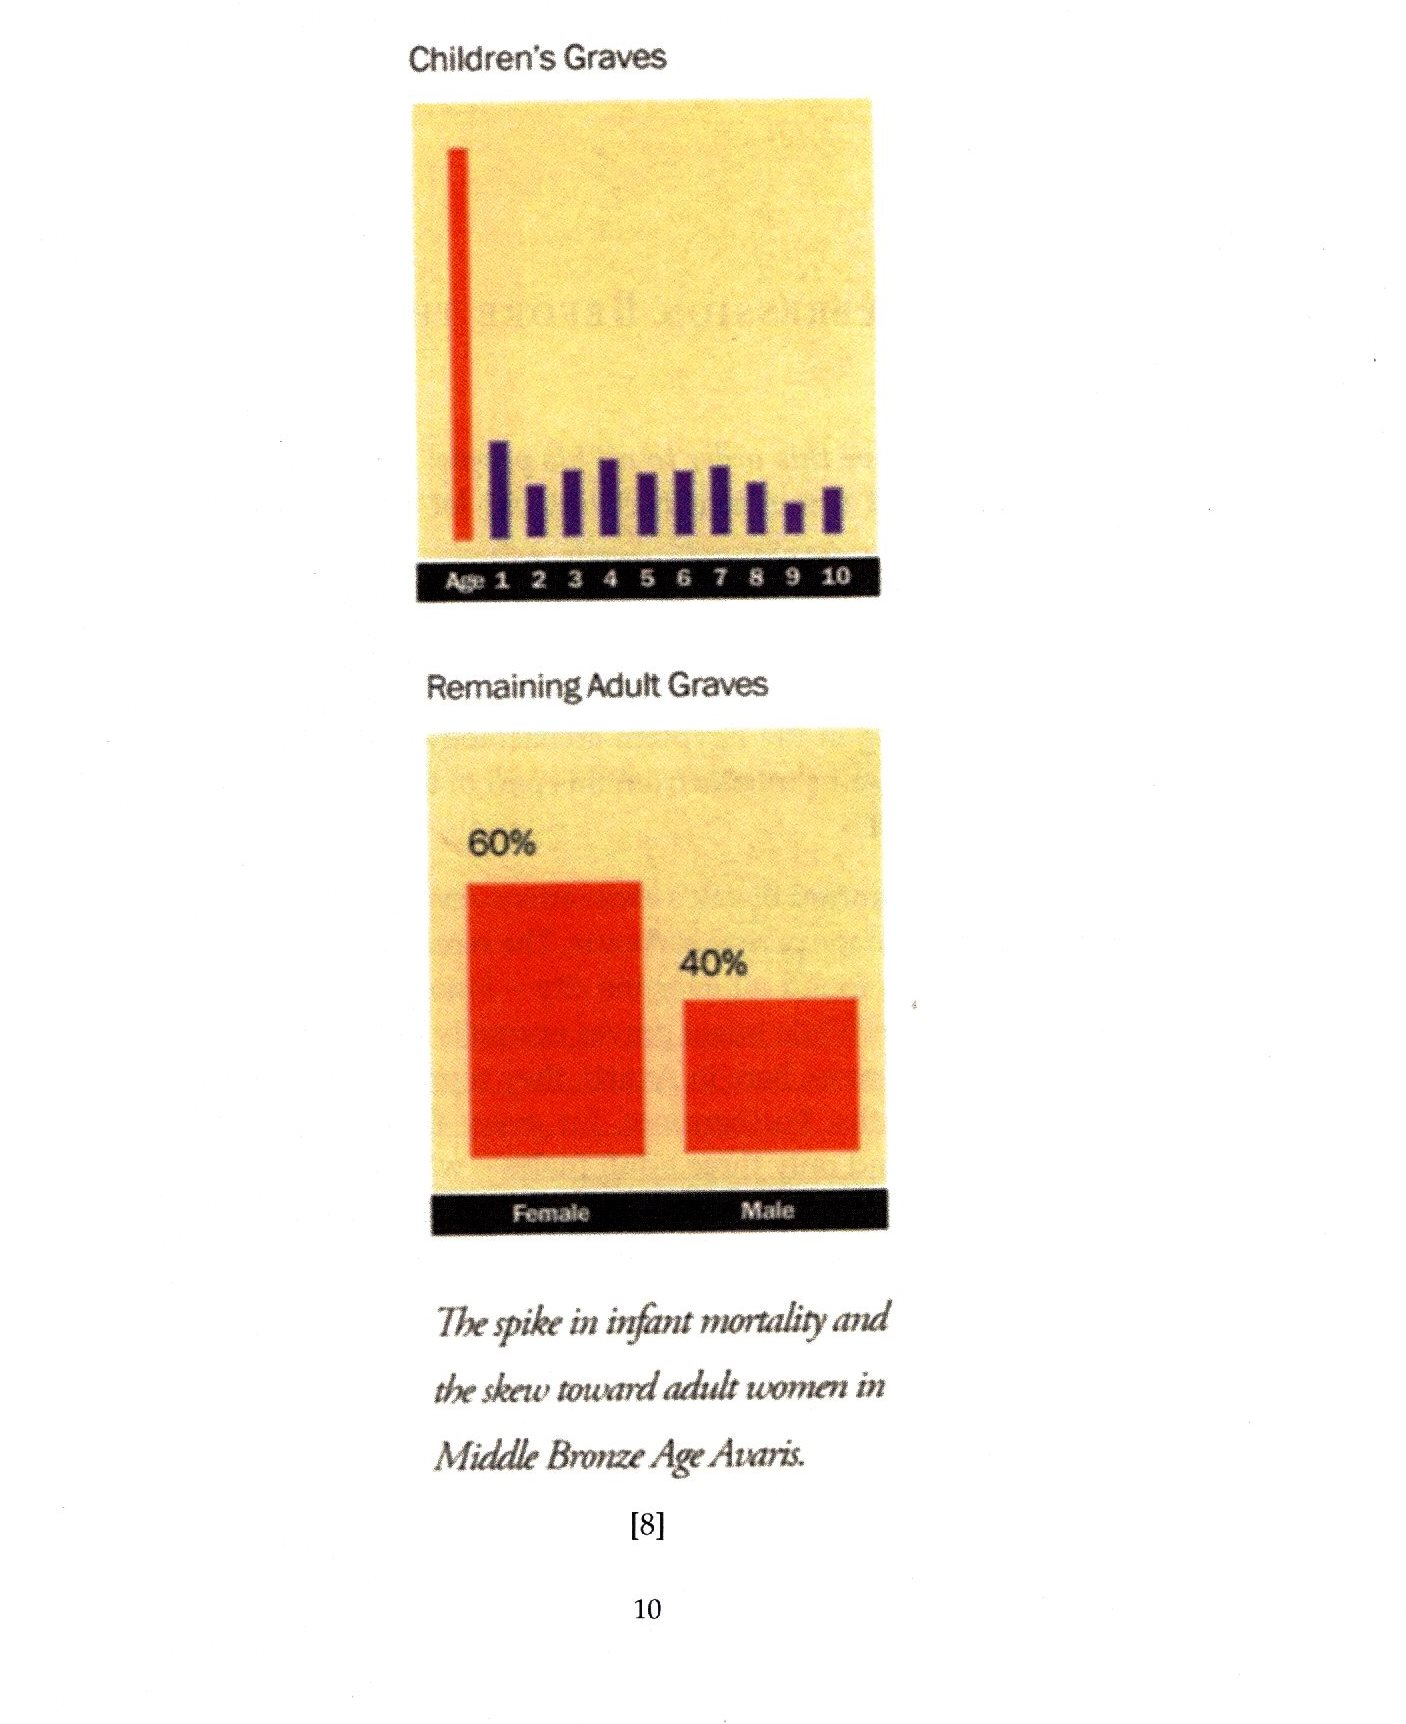 Children's Graves
Age 1 2 3 4 5 6 7 8 9 10
Remaining Adult Graves
60%
40%
Female Male
The spike in infant mortality and
the skew toward adult women in
Middle Bronze Age Avaris.
[8]
10